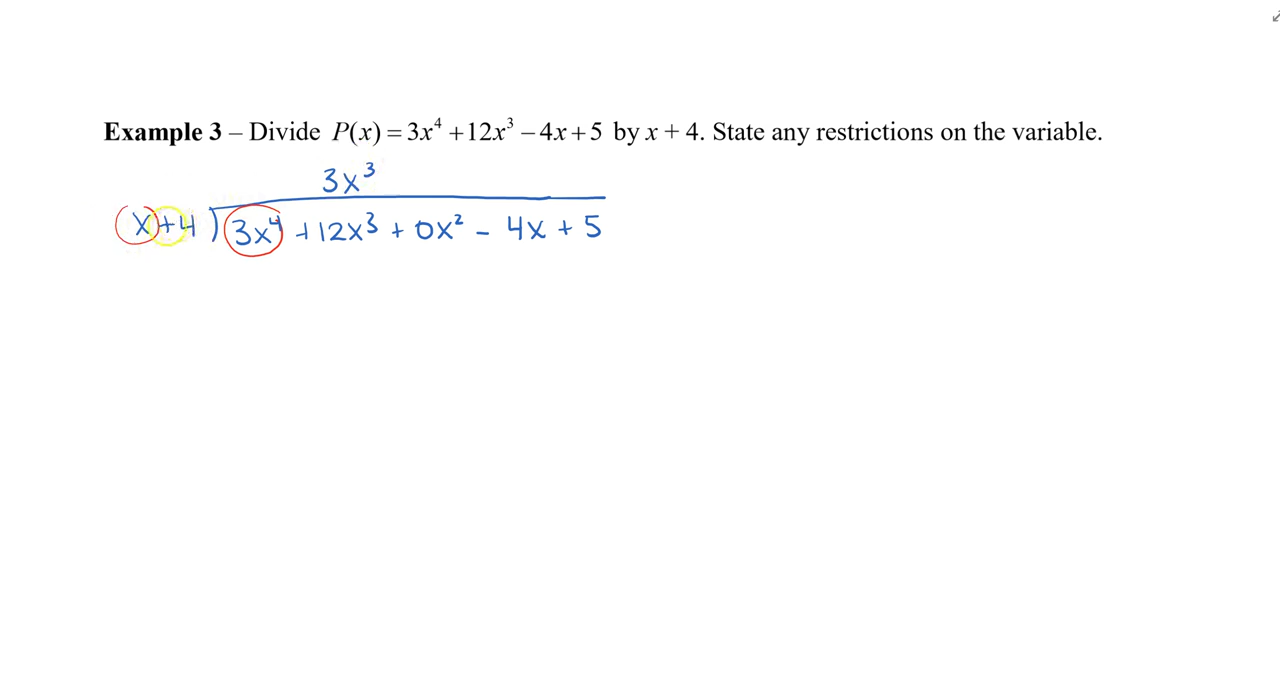 Example 3 – Divide P(x) = 3x⁴ + 12x³ − 4x + 5 by x + 4. State any restrictions on the variable.
3x³
x + 4 ) 3x⁴ + 12x³ + 0x² − 4x + 5